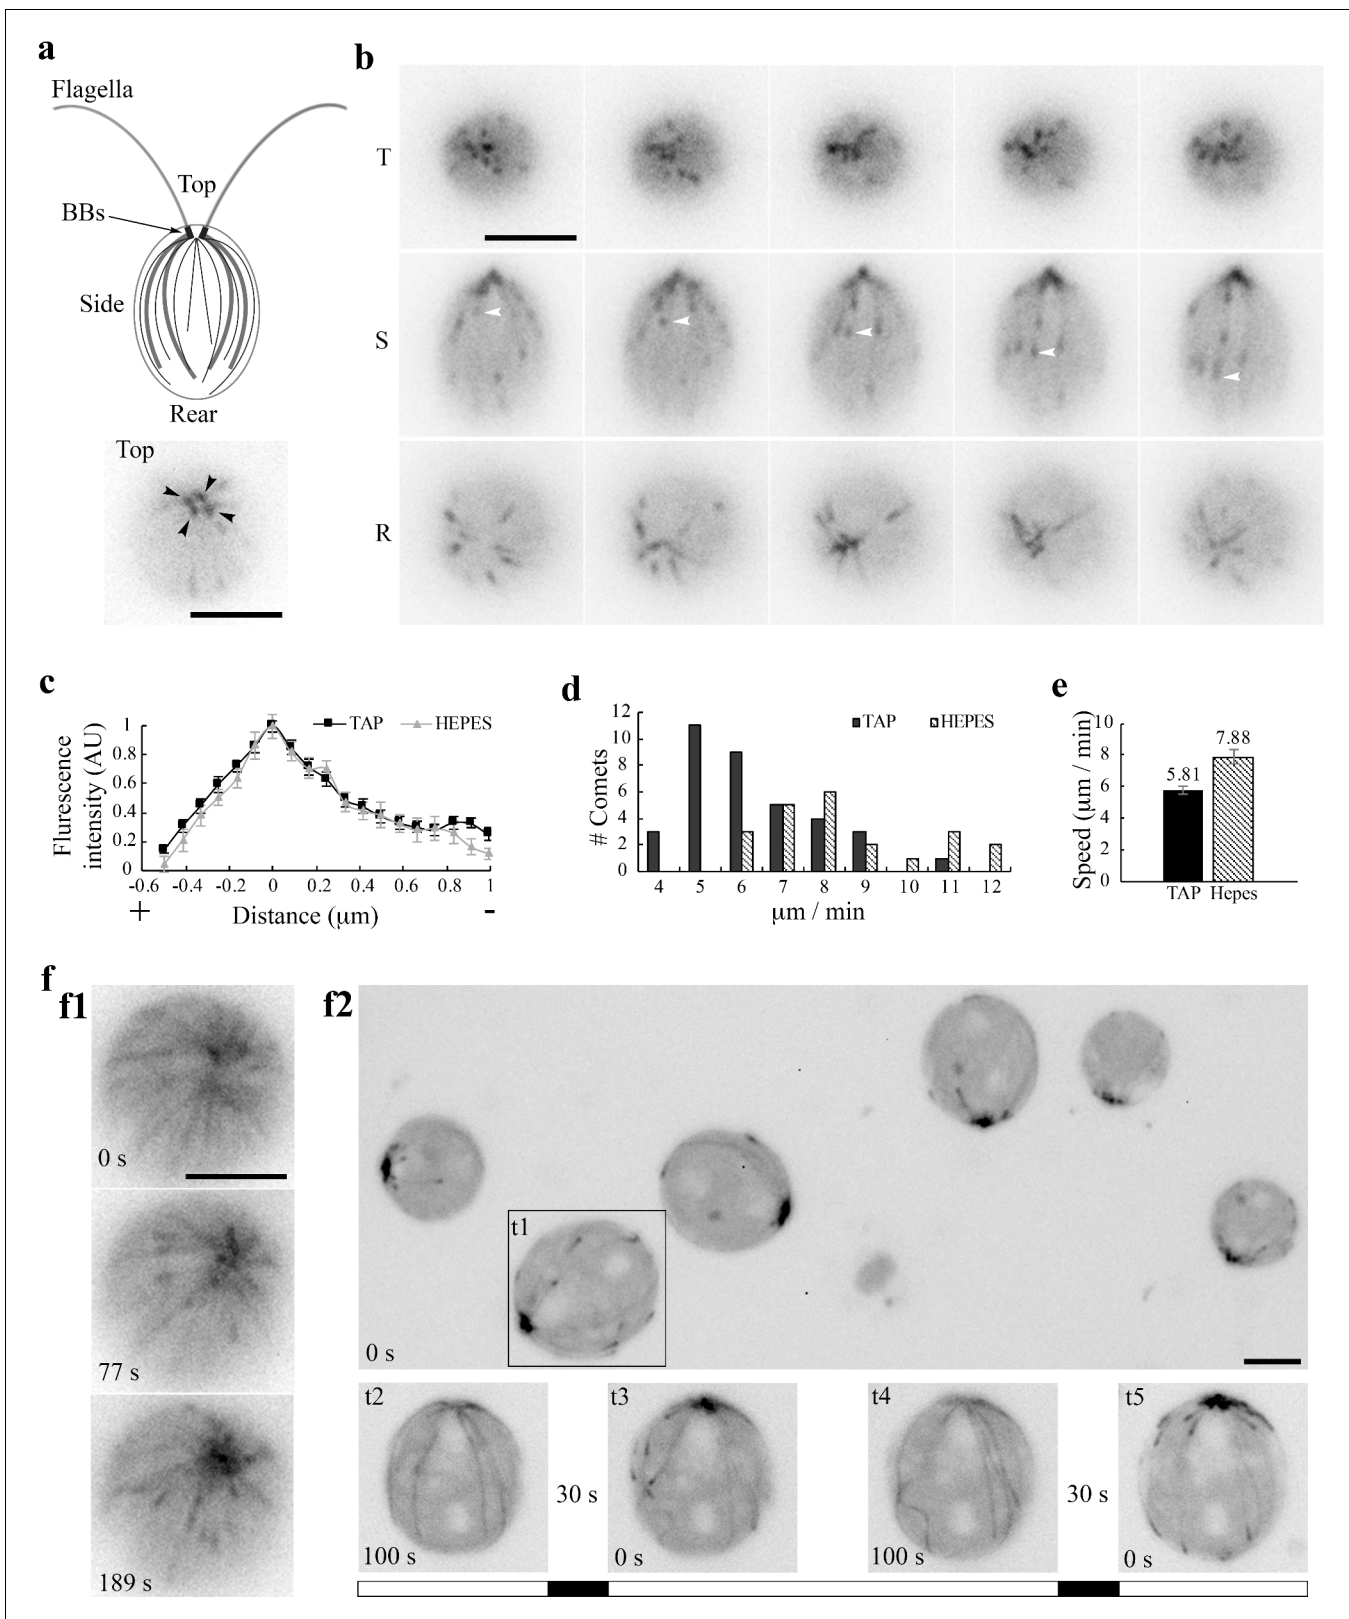 a
Flagella
Top
BBs
Side
Rear
Top
b
T
S
R
c
Flurescence
intensity (AU)
1
0.8
0.6
0.4
0.2
0
-0.6
-0.4
-0.2
0
0.2
0.4
0.6
0.8
1
+
Distance (μm)
-
TAP
HEPES
d
# Comets
12
10
8
6
4
2
0
4
5
6
7
8
9
10
11
12
μm / min
TAP
HEPES
e
Speed (μm / min)
10
8
6
4
2
0
5.81
7.88
TAP
Hepes
f
f1
0 s
77 s
189 s
f2
t1
0 s
t2
100 s
30 s
t3
0 s
t4
100 s
30 s
t5
0 s